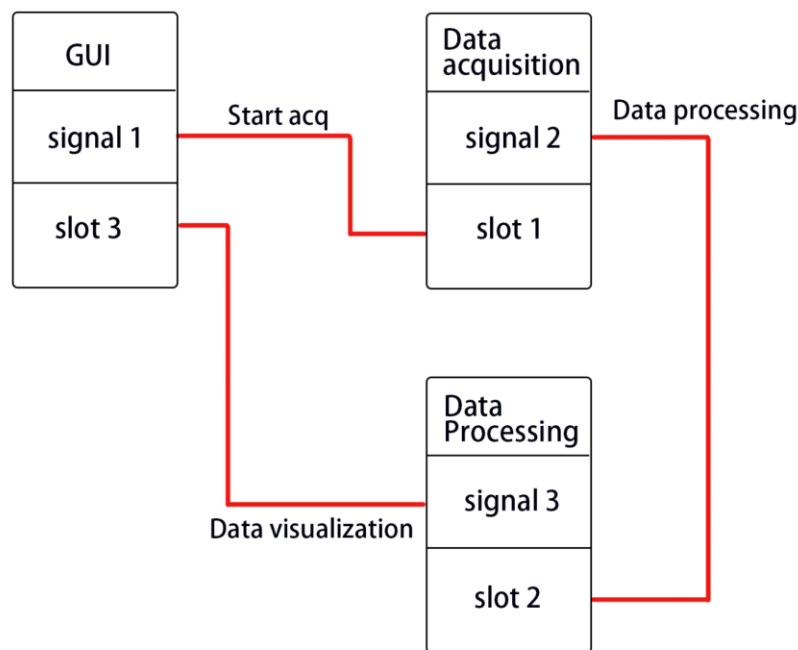 GUI
signal 1
slot 3
Start acq
Data
acquisition
signal 2
slot 1
Data processing
Data
Processing
signal 3
slot 2
Data visualization